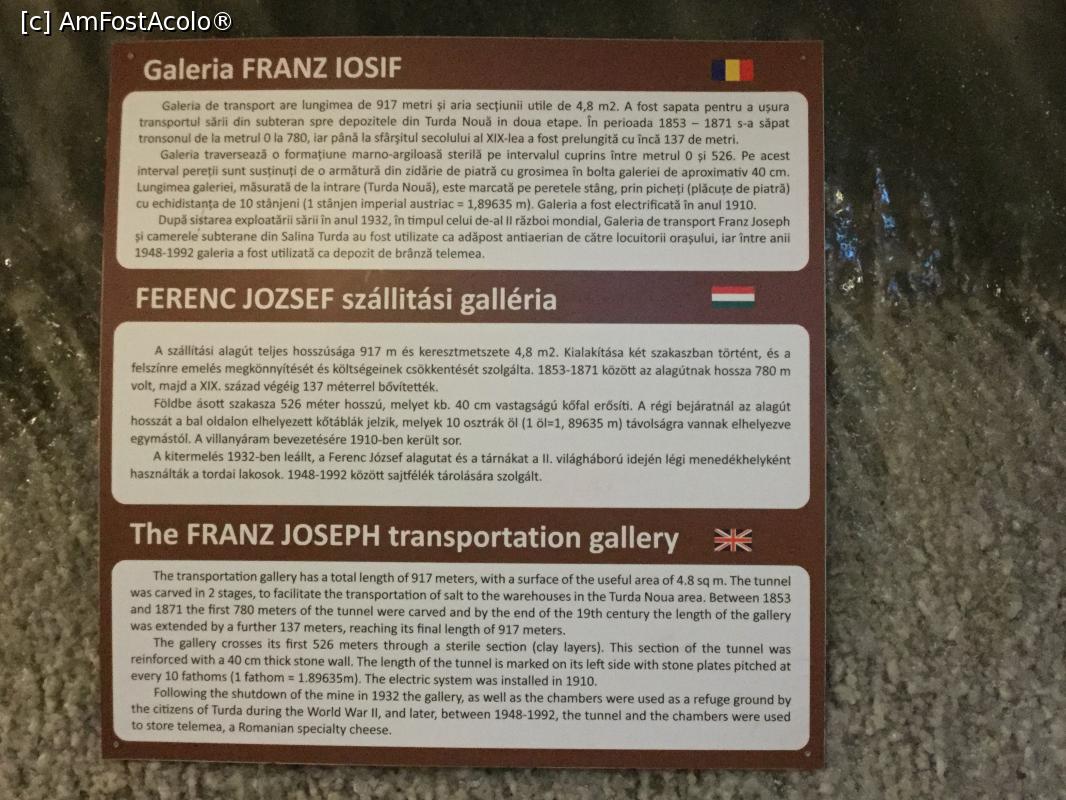 [c] AmFostAcolo®
Galeria FRANZ IOSIF
Galeria de transport are lungimea de 917 metri și aria secțiunii utile de 4,8 m2. A fost sapata pentru a ușura
transportul sării din subteran spre depozitele din Turda Nouă in doua etape. În perioada 1853 – 1871 s-a săpat
tronsonul de la metrul 0 la 780, iar până la sfârșitul secolului al XIX-lea a fost prelungită cu încă 137 de metri.
Galeria traversează o formațiune marno-argiloasă sterilă pe intervalul cuprins între metrul 0 și 526. Pe acest
interval pereții sunt susținuți de o armătură din zidărie de piatră cu grosimea în bolta galeriei de aproximativ 40 cm.
Lungimea galeriei, măsurată de la intrare (Turda Nouă), este marcată pe peretele stâng, prin picheți (plăcuțe de piatră)
cu echidistanța de 10 stânjeni (1 stânjen imperial austriac = 1,89635 m). Galeria a fost electrificată în anul 1910.
După sistarea exploatării sării în anul 1932, în timpul celui de-al II război mondial, Galeria de transport Franz Joseph
și camerele subterane din Salina Turda au fost utilizate ca adăpost antiaerian de către locuitorii orașului, iar între anii
1948-1992 galeria a fost utilizată ca depozit de brânză telemea.
FERENC JOZSEF szállitási galléria
A szállítási alagút teljes hosszúsága 917 m és keresztmetszete 4,8 m2. Kialakítása két szakaszban történt, és a
felszínre emelés megkönnyítését és költségeinek csökkentését szolgálta. 1853-1871 között az alagútnak hossza 780 m
volt, majd a XIX. század végéig 137 méterrel bővítették.
Földbe ásott szakasza 526 méter hosszú, melyet kb. 40 cm vastagságú kőfal erősíti. A régi bejáratnál az alagút
hosszát a bal oldalon elhelyezett kőtáblák jelzik, melyek 10 osztrák öl (1 öl=1, 89635 m) távolságra vannak elhelyezve
egymástól. A villanyáram bevezetésére 1910-ben került sor.
A kitermelés 1932-ben leállt, a Ferenc József alagutat és a tárnákat a II. világháború idején légi menedékhelyként
használták a tordai lakosok. 1948-1992 között sajtfélék tárolására szolgált.
The FRANZ JOSEPH transportation gallery
The transportation gallery has a total length of 917 meters, with a surface of the useful area of 4.8 sq m. The tunnel
was carved in 2 stages, to facilitate the transportation of salt to the warehouses in the Turda Noua area. Between 1853
and 1871 the first 780 meters of the tunnel were carved and by the end of the 19th century the length of the gallery
was extended by a further 137 meters, reaching its final length of 917 meters.
The gallery crosses its first 526 meters through a sterile section (clay layers). This section of the tunnel was
reinforced with a 40 cm thick stone wall. The length of the tunnel is marked on its left side with stone plates pitched at
every 10 fathoms (1 fathom = 1.89635m). The electric system was installed in 1910.
Following the shutdown of the mine in 1932 the gallery, as well as the chambers were used as a refuge ground by
the citizens of Turda during the World War II, and later, between 1948-1992, the tunnel and the chambers were used
to store telemea, a Romanian specialty cheese.